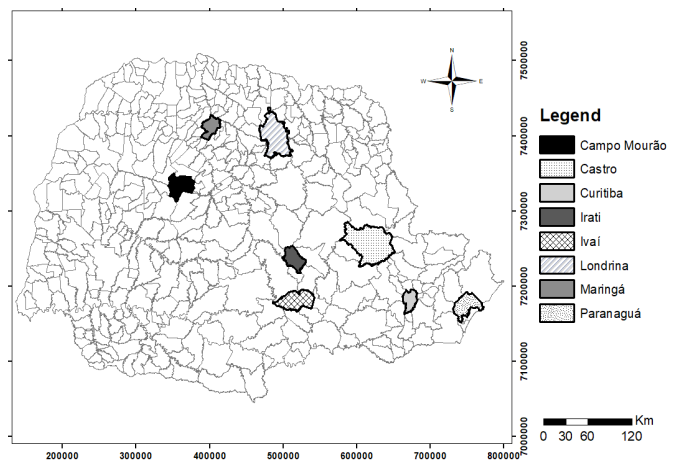 N
W E
S
Legend
Campo Mourão
Castro
Curitiba
Irati
Ivaí
Londrina
Maringá
Paranaguá
Km
0 30 60 120
7500000
7400000
7300000
7200000
7100000
7000000
200000 300000 400000 500000 600000 700000 800000